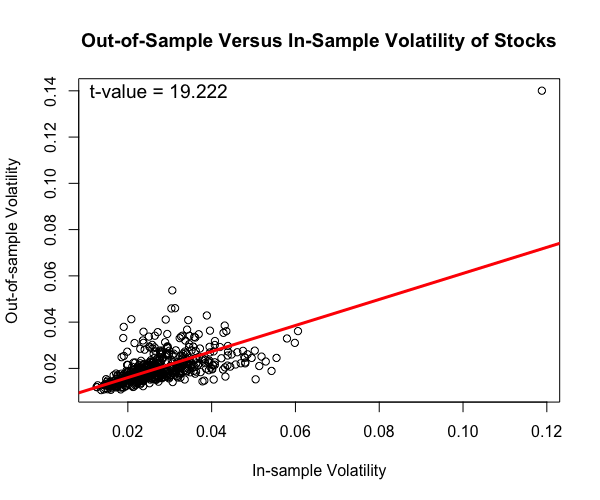 Out-of-Sample Versus In-Sample Volatility of Stocks
t-value = 19.222
Out-of-sample Volatility
0.14
0.12
0.10
0.08
0.06
0.04
0.02
0.02 0.04 0.06 0.08 0.10 0.12
In-sample Volatility